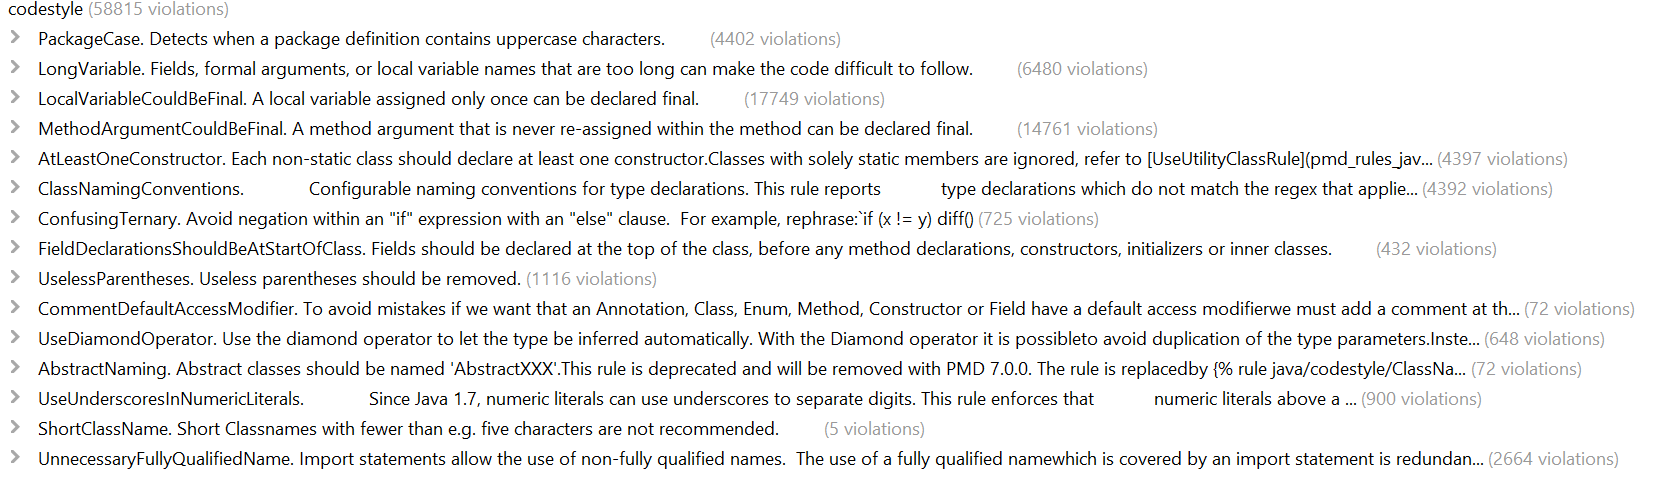 codestyle (58815 violations)
PackageCase. Detects when a package definition contains uppercase characters. (4402 violations)
LongVariable. Fields, formal arguments, or local variable names that are too long can make the code difficult to follow. (6480 violations)
LocalVariableCouldBeFinal. A local variable assigned only once can be declared final. (17749 violations)
MethodArgumentCouldBeFinal. A method argument that is never re-assigned within the method can be declared final. (14761 violations)
AtLeastOneConstructor. Each non-static class should declare at least one constructor.Classes with solely static members are ignored, refer to [UseUtilityClassRule](pmd_rules_jav... (4397 violations)
ClassNamingConventions. Configurable naming conventions for type declarations. This rule reports type declarations which do not match the regex that applie... (4392 violations)
ConfusingTernary. Avoid negation within an "if" expression with an "else" clause. For example, rephrase:`if (x != y) diff() (725 violations)
FieldDeclarationsShouldBeAtStartOfClass. Fields should be declared at the top of the class, before any method declarations, constructors, initializers or inner classes. (432 violations)
UselessParentheses. Useless parentheses should be removed. (1116 violations)
CommentDefaultAccessModifier. To avoid mistakes if we want that an Annotation, Class, Enum, Method, Constructor or Field have a default access modifierwe must add a comment at th... (72 violations)
UseDiamondOperator. Use the diamond operator to let the type be inferred automatically. With the Diamond operator it is possibleto avoid duplication of the type parameters.Inste... (648 violations)
AbstractNaming. Abstract classes should be named 'AbstractXXX'.This rule is deprecated and will be removed with PMD 7.0.0. The rule is replacedby {% rule java/codestyle/ClassNa... (72 violations)
UseUnderscoresInNumericLiterals. Since Java 1.7, numeric literals can use underscores to separate digits. This rule enforces that numeric literals above a ... (900 violations)
ShortClassName. Short Classnames with fewer than e.g. five characters are not recommended. (5 violations)
UnnecessaryFullyQualifiedName. Import statements allow the use of non-fully qualified names. The use of a fully qualified namewhich is covered by an import statement is redundan... (2664 violations)